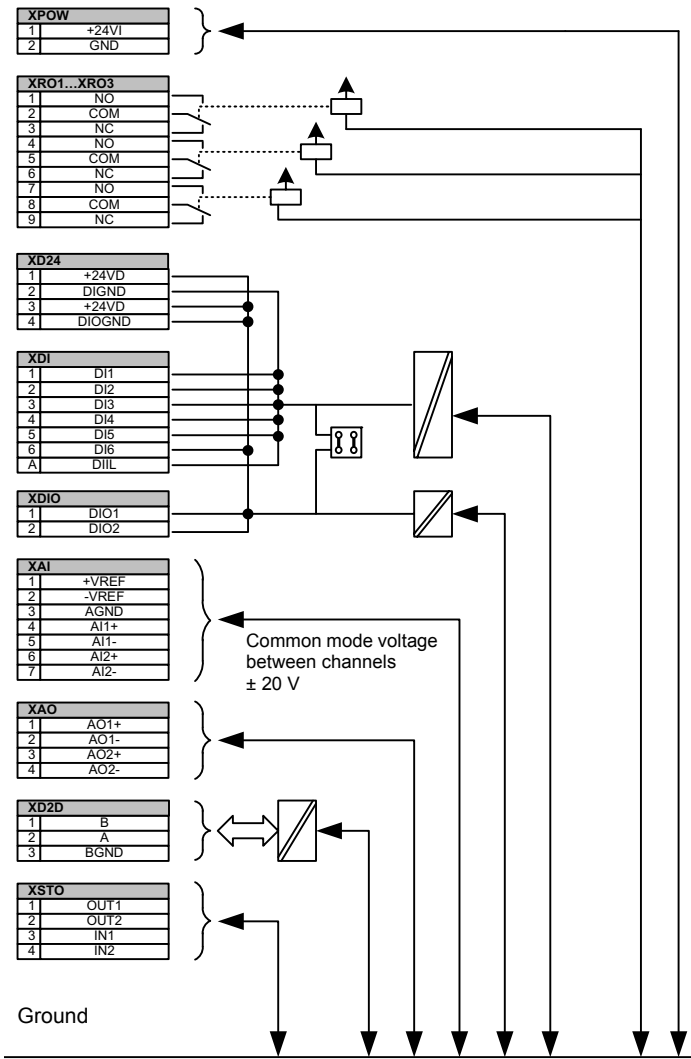 XPOW
1 +24VI
2 GND
XRO1…XRO3
1 NO
2 COM
3 NC
4 NO
5 COM
6 NC
7 NO
8 COM
9 NC
XD24
1 +24VD
2 DIGND
3 +24VD
4 DIOGND
XDI
1 DI1
2 DI2
3 DI3
4 DI4
5 DI5
6 DI6
A DIIL
XDIO
1 DIO1
2 DIO2
XAI
1 +VREF
2 -VREF
3 AGND
4 AI1+
5 AI1-
6 AI2+
7 AI2-
Common mode voltage
between channels
± 20 V
XAO
1 AO1+
2 AO1-
3 AO2+
4 AO2-
XD2D
1 B
2 A
3 BGND
XSTO
1 OUT1
2 OUT2
3 IN1
4 IN2
Ground